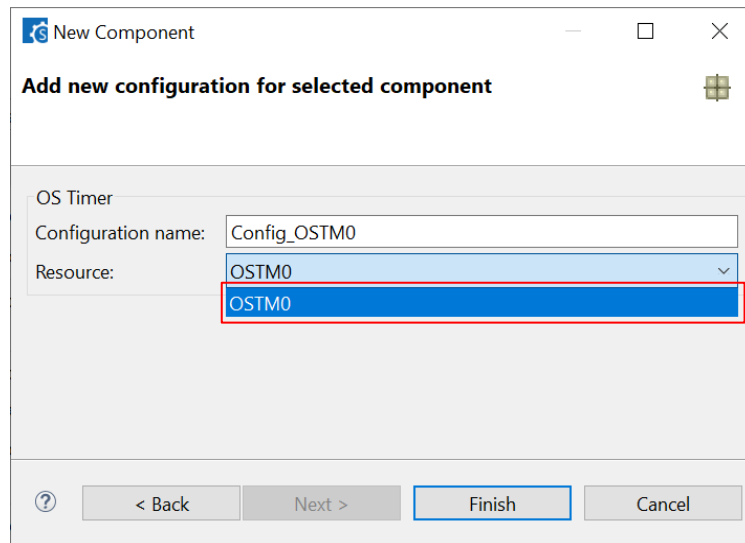 New Component
Add new configuration for selected component
OS Timer
Configuration name: Config_OSTM0
Resource: OSTM0
OSTM0
< Back Next > Finish Cancel